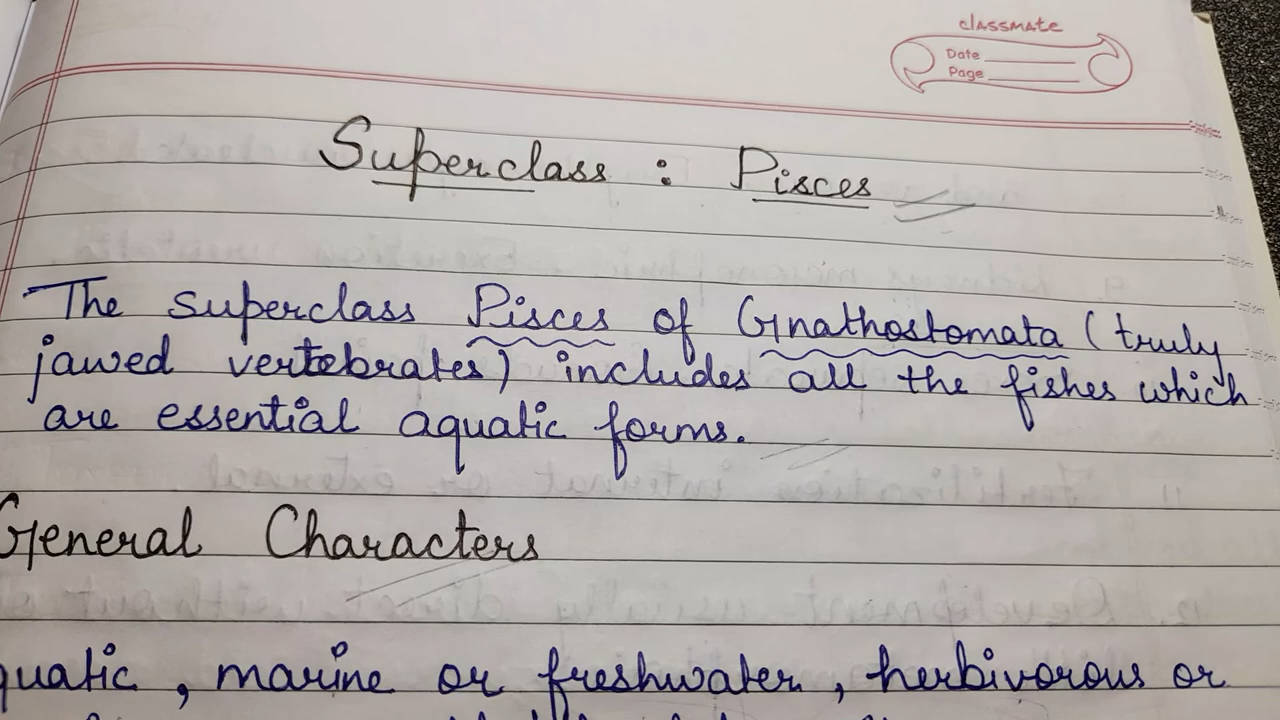 classmate
Date
Page
Superclass : Pisces
The superclass Pisces of Gnathostomata (truly
jawed vertebrates) includes all the fishes which
are essential aquatic forms.
General Characters
quatic, marine or freshwater, herbivorous or